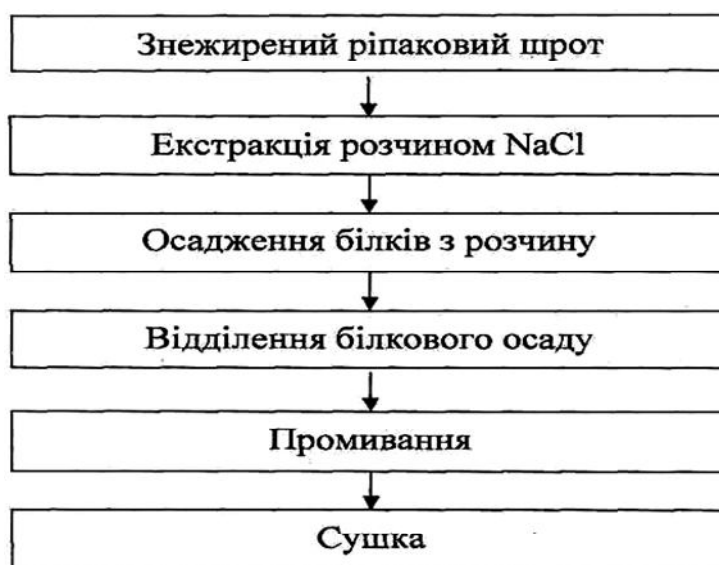 Знежирений ріпаковий шрот
Екстракція розчином NaCl
Осадження білків з розчину
Відділення білкового осаду
Промивання
Сушка